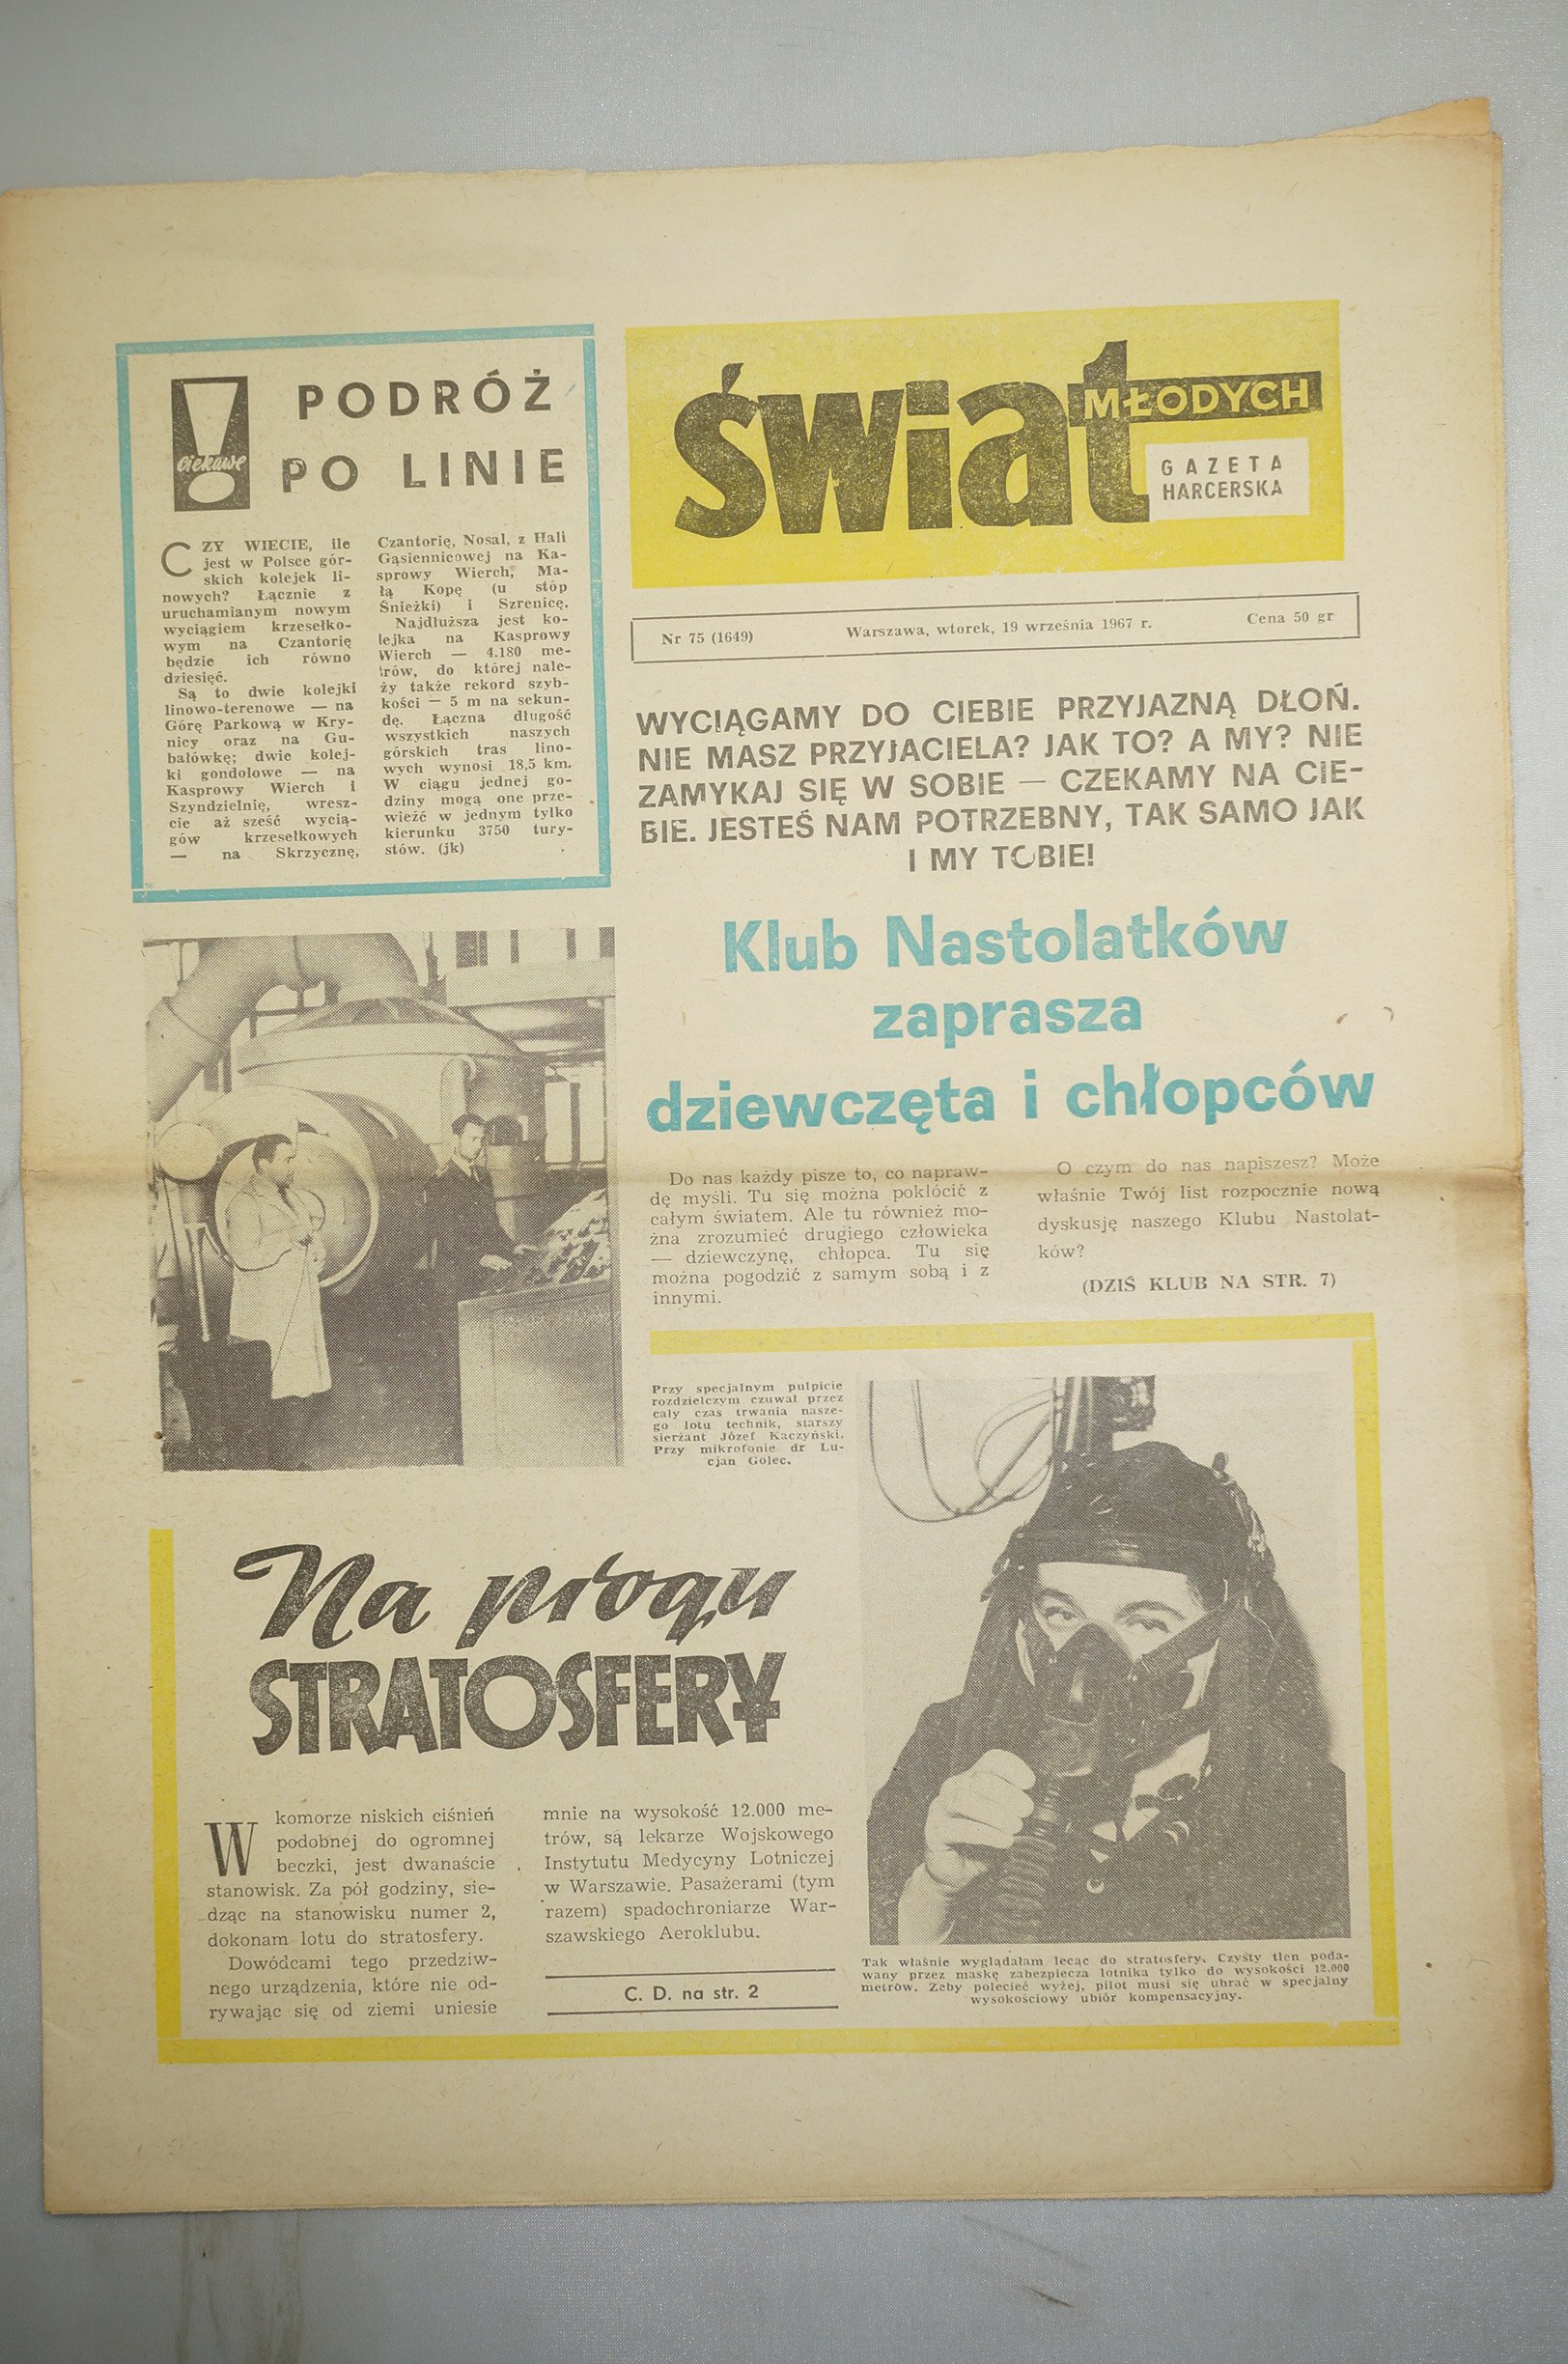 ciekawe
PODRÓŻ
PO LINIE
CZY WIECIE, ile
jest w Polsce gór-
skich kolejek li-
nowych? Łącznie z
uruchamianym nowym
wyciągiem krzesełko-
wym na Czantorię
będzie ich równo
dziesięć.
Są to dwie kolejki
linowo-terenowe — na
Górę Parkową w Kry-
nicy oraz na Gu-
bałówkę; dwie kolej-
ki gondolowe — na
Kasprowy Wierch i
Szyndzielnię, wresz-
cie aż sześć wycią-
gów krzesełkowych
— na Skrzyczne,
Czantorię, Nosal, z Hali
Gąsiennicowej na Ka-
sprowy Wierch, Ma-
łą Kopę (u stóp
Śnieżki) i Szrenicę.
Najdłuższa jest ko-
lejka na Kasprowy
Wierch — 4.180 me-
trów, do której nale-
ży także rekord szyb-
kości — 5 m na sekun-
dę. Łączna długość
wszystkich naszych
górskich tras lino-
wych wynosi 18,5 km.
W ciągu jednej go-
dziny mogą one prze-
wieźć w jednym tylko
kierunku 3750 tury-
stów. (jk)
świat
MŁODYCH
GAZETA
HARCERSKA
Nr 75 (1649) Warszawa, wtorek, 19 września 1967 r. Cena 50 gr
WYCIĄGAMY DO CIEBIE PRZYJAZNĄ DŁOŃ.
NIE MASZ PRZYJACIELA? JAK TO? A MY? NIE
ZAMYKAJ SIĘ W SOBIE — CZEKAMY NA CIE-
BIE. JESTEŚ NAM POTRZEBNY, TAK SAMO JAK
I MY TOBIE!
Klub Nastolatków
zaprasza
dziewczęta i chłopców
Do nas każdy pisze to, co napraw-
dę myśli. Tu się można pokłócić z
całym światem. Ale tu również mo-
żna zrozumieć drugiego człowieka
— dziewczynę, chłopca. Tu się
można pogodzić z samym sobą i z
innymi.
O czym do nas napiszesz? Może
właśnie Twój list rozpocznie nową
dyskusję naszego Klubu Nastolat-
ków?
(DZIŚ KLUB NA STR. 7)
Przy specjalnym pulpicie
rozdzielczym czuwał przez
cały czas trwania nasze-
go lotu technik, starszy
sierżant Józef Kaczyński.
Przy mikrofonie dr Lu-
cjan Golec.
Na progu
STRATOSFERY
W komorze niskich ciśnień
podobnej do ogromnej
beczki, jest dwanaście
stanowisk. Za pół godziny, sie-
dząc na stanowisku numer 2,
dokonam lotu do stratosfery.
Dowódcami tego przedziw-
nego urządzenia, które nie od-
rywając się od ziemi uniesie
mnie na wysokość 12.000 me-
trów, są lekarze Wojskowego
Instytutu Medycyny Lotniczej
w Warszawie. Pasażerami (tym
razem) spadochroniarze War-
szawskiego Aeroklubu.
C. D. na str. 2
Tak właśnie wyglądałam lecąc do stratosfery. Czysty tlen poda-
wany przez maskę zabezpiecza lotnika tylko do wysokości 12.000
metrów. Żeby polecieć wyżej, pilot musi się ubrać w specjalny
wysokościowy ubiór kompensacyjny.